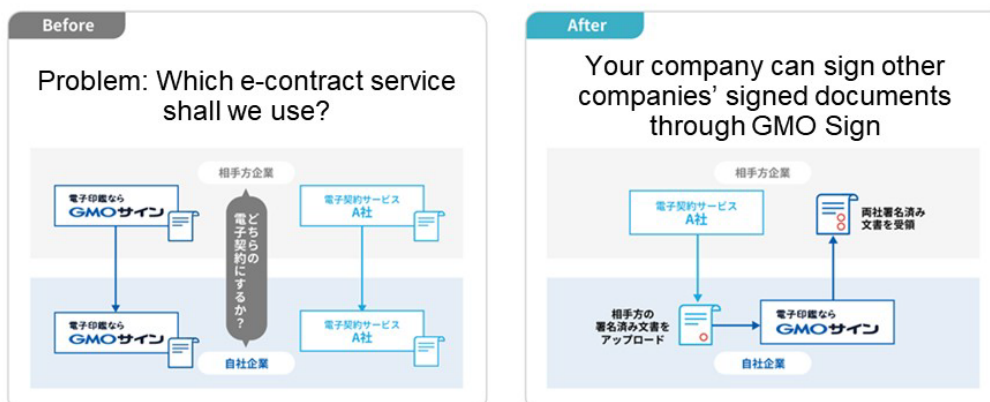 Before
Problem: Which e-contract service
shall we use?
相手方企業
電子印鑑なら
GMOサイン
どちらの
電子契約にするか？
電子契約サービス
A社
電子印鑑なら
GMOサイン
電子契約サービス
A社
自社企業
After
Your company can sign other
companies’ signed documents
through GMO Sign
相手方企業
電子契約サービス
A社
両社署名済み
文書を受領
相手方の
署名済み文書を
アップロード
電子印鑑なら
GMOサイン
自社企業